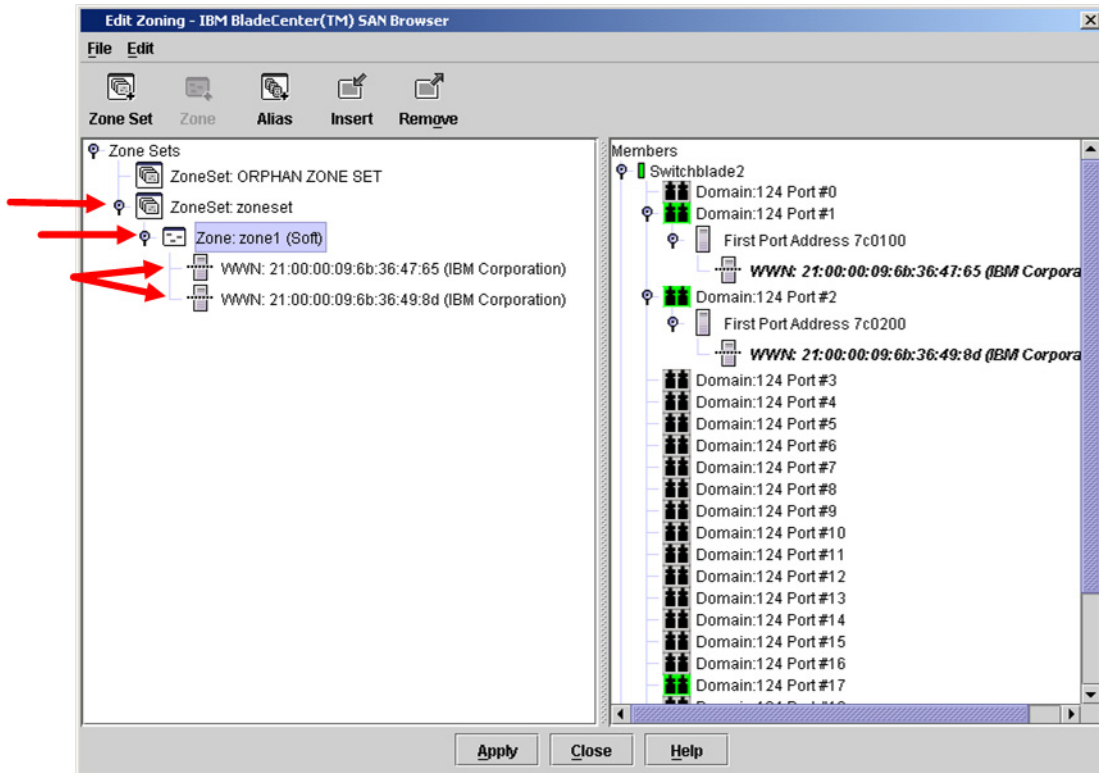 Edit Zoning - IBM BladeCenter(TM) SAN Browser
File Edit
Zone Set Zone Alias Insert Remove
Zone Sets
ZoneSet: ORPHAN ZONE SET
ZoneSet: zoneset
Zone: zone1 (Soft)
WWN: 21:00:00:09:6b:36:47:65 (IBM Corporation)
WWN: 21:00:00:09:6b:36:49:8d (IBM Corporation)
Members
Switchblade2
Domain:124 Port #0
Domain:124 Port #1
First Port Address 7c0100
WWN: 21:00:00:09:6b:36:47:65 (IBM Corpora
Domain:124 Port #2
First Port Address 7c0200
WWN: 21:00:00:09:6b:36:49:8d (IBM Corpora
Domain:124 Port #3
Domain:124 Port #4
Domain:124 Port #5
Domain:124 Port #6
Domain:124 Port #7
Domain:124 Port #8
Domain:124 Port #9
Domain:124 Port #10
Domain:124 Port #11
Domain:124 Port #12
Domain:124 Port #13
Domain:124 Port #14
Domain:124 Port #15
Domain:124 Port #16
Domain:124 Port #17
Apply Close Help